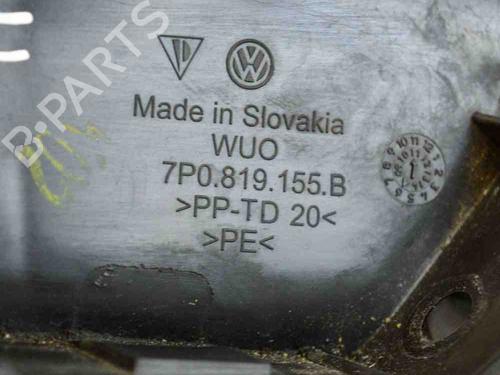 B-PARTS
Made in Slovakia
WUO
7P0.819.155.B
>PP-TD 20<
>PE<